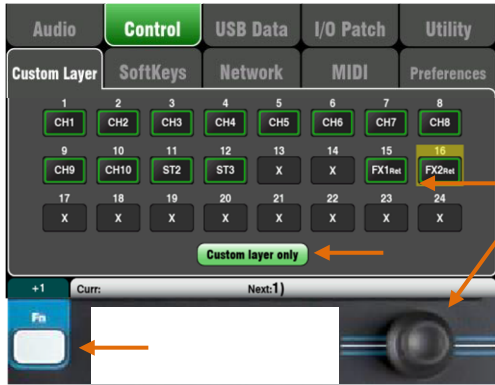 Audio Control USB Data I/O Patch Utility
Custom Layer SoftKeys Network MIDI Preferences
1 2 3 4 5 6 7 8
CH1 CH2 CH3 CH4 CH5 CH6 CH7 CH8
9 10 11 12 13 14 15 16
CH9 CH10 ST2 ST3 X X FX1Ret FX2Ret
17 18 19 20 21 22 23 24
X X X X X X X X
Custom layer only
+1 Curr: Next:1)
Fn